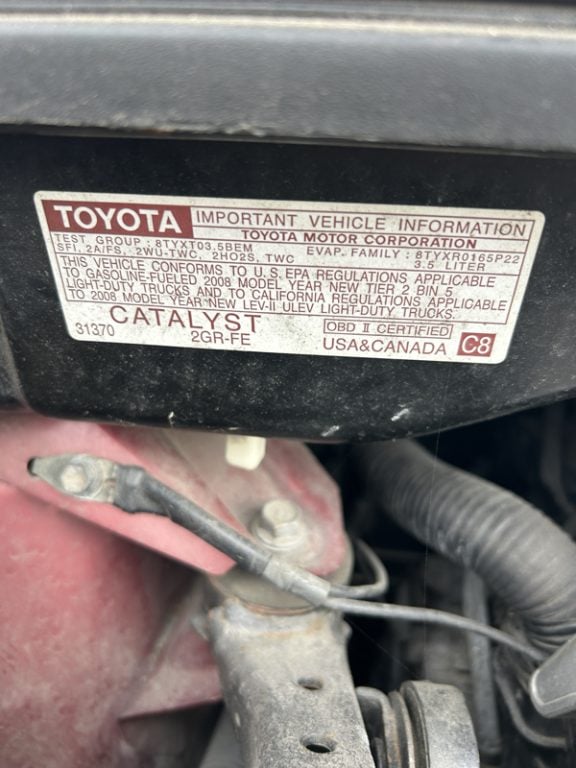 TOYOTA IMPORTANT VEHICLE INFORMATION
TOYOTA MOTOR CORPORATION
TEST GROUP : 8TYXT03.5BEM EVAP. FAMILY : 8TYXR0165P22
SFI, 2A/FS, 2WU-TWC, 2HO2S, TWC 3.5 LITER
THIS VEHICLE CONFORMS TO U.S. EPA REGULATIONS APPLICABLE
TO GASOLINE-FUELED 2008 MODEL YEAR NEW TIER 2 BIN 5
LIGHT-DUTY TRUCKS AND TO CALIFORNIA REGULATIONS APPLICABLE
TO 2008 MODEL YEAR NEW LEV-II ULEV LIGHT-DUTY TRUCKS.
CATALYST OBD II CERTIFIED
31370 2GR-FE USA&CANADA C8